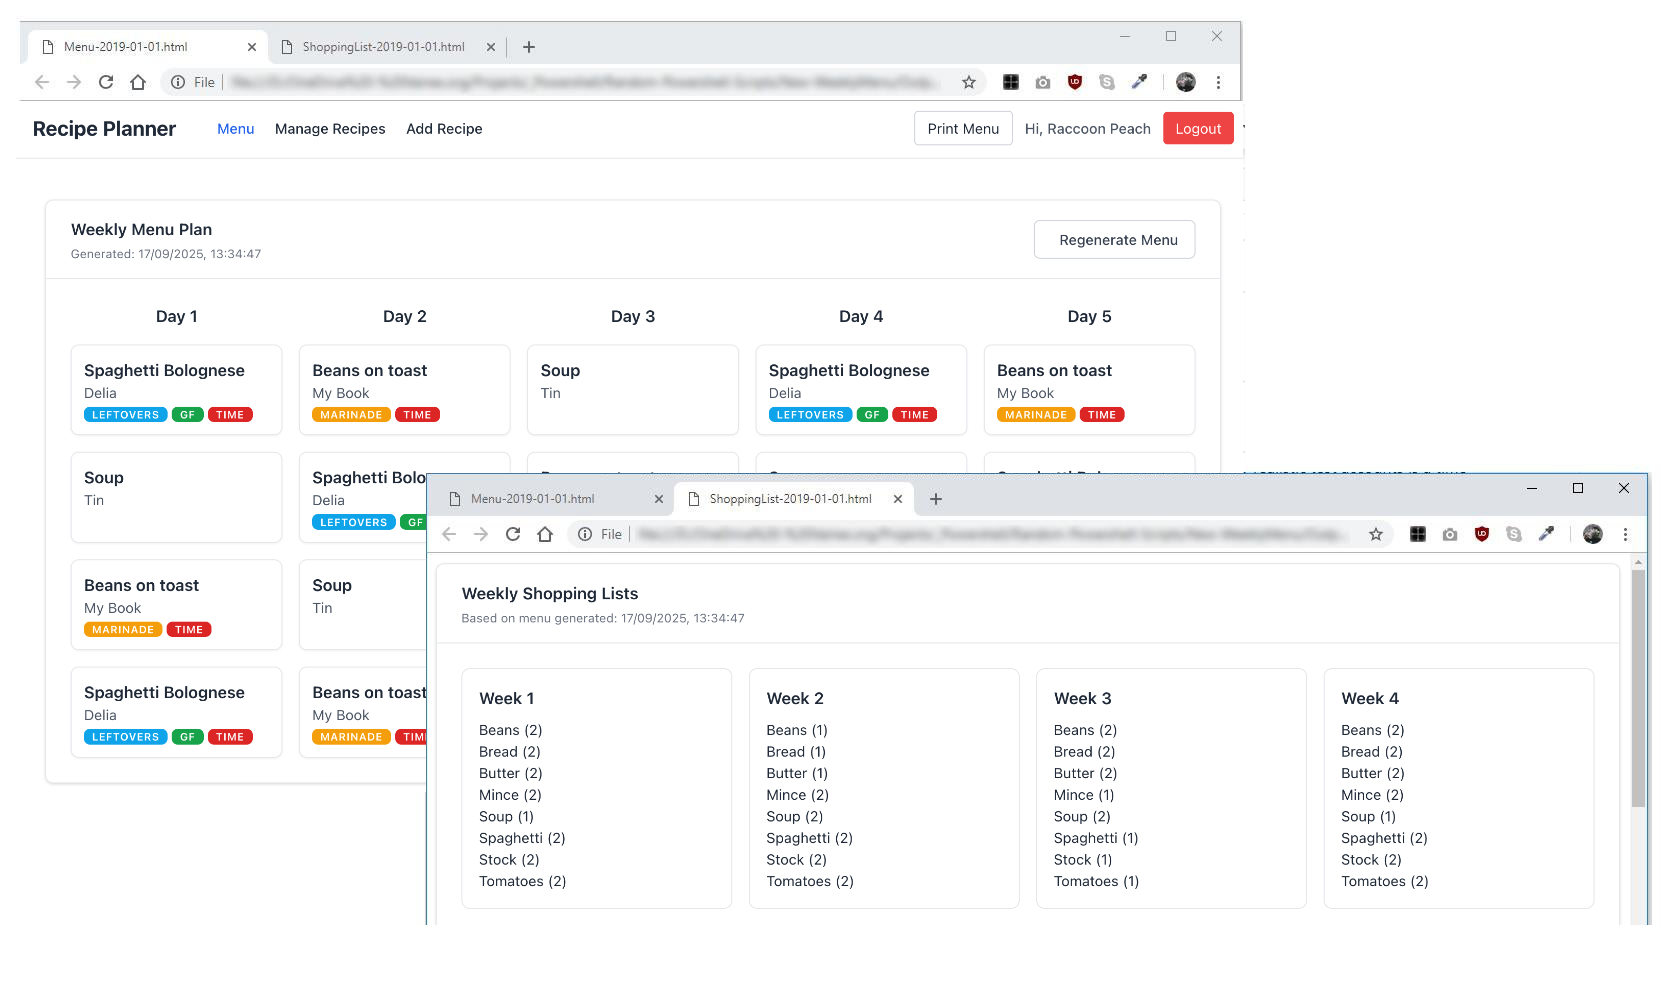 Menu-2019-01-01.html
ShoppingList-2019-01-01.html
File
Recipe Planner
Menu
Manage Recipes
Add Recipe
Print Menu
Hi, Raccoon Peach
Logout
Weekly Menu Plan
Generated: 17/09/2025, 13:34:47
Regenerate Menu
Day 1
Day 2
Day 3
Day 4
Day 5
Spaghetti Bolognese
Delia
LEFTOVERS GF TIME
Beans on toast
My Book
MARINADE TIME
Soup
Tin
Spaghetti Bolognese
Delia
LEFTOVERS GF TIME
Beans on toast
My Book
MARINADE TIME
Soup
Tin
Spaghetti Bolo
Delia
LEFTOVERS GF
Beans on toast
My Book
MARINADE TIME
Soup
Tin
Spaghetti Bolognese
Delia
LEFTOVERS GF TIME
Beans on toast
My Book
MARINADE TIM
Menu-2019-01-01.html
ShoppingList-2019-01-01.html
File
Weekly Shopping Lists
Based on menu generated: 17/09/2025, 13:34:47
Week 1
Beans (2)
Bread (2)
Butter (2)
Mince (2)
Soup (1)
Spaghetti (2)
Stock (2)
Tomatoes (2)
Week 2
Beans (1)
Bread (1)
Butter (1)
Mince (2)
Soup (2)
Spaghetti (2)
Stock (2)
Tomatoes (2)
Week 3
Beans (2)
Bread (2)
Butter (2)
Mince (1)
Soup (2)
Spaghetti (1)
Stock (1)
Tomatoes (1)
Week 4
Beans (2)
Bread (2)
Butter (2)
Mince (2)
Soup (1)
Spaghetti (2)
Stock (2)
Tomatoes (2)